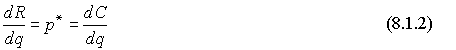 dR/dq = p* = dC/dq (8.1.2)